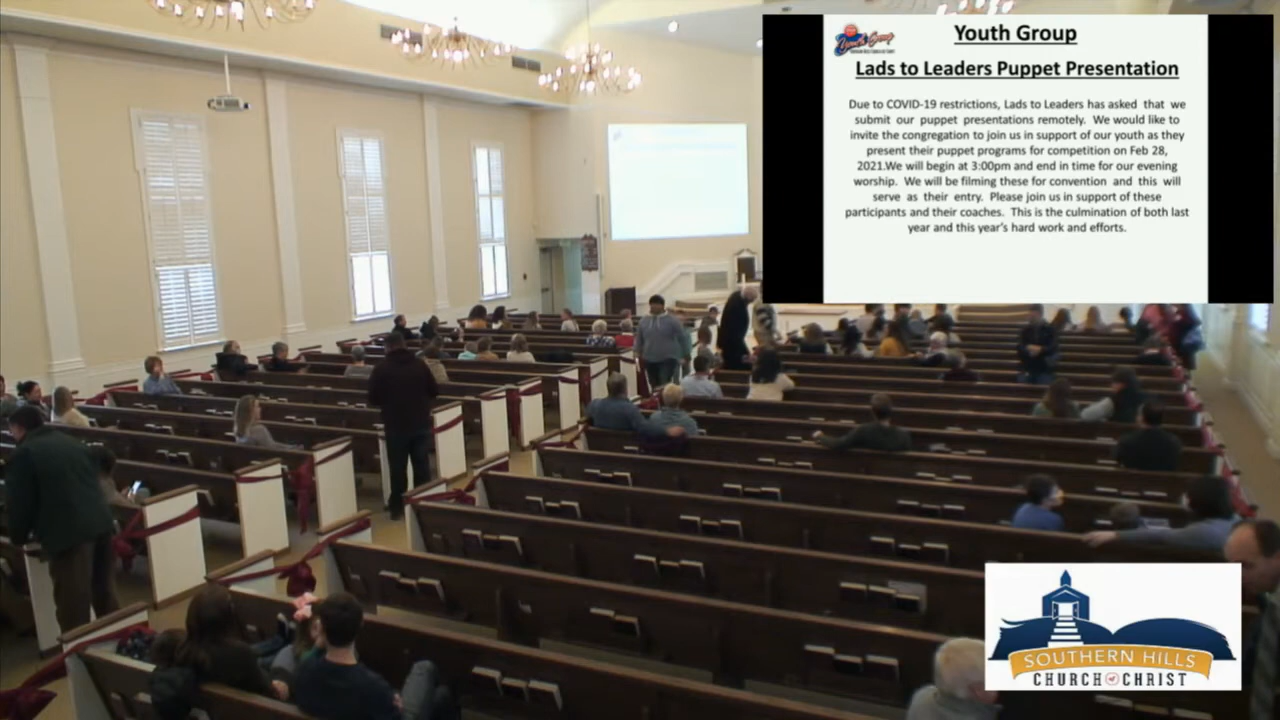 Youth Group
Youth Group
Lads to Leaders Puppet Presentation
Due to COVID-19 restrictions, Lads to Leaders has asked that we
submit our puppet presentations remotely. We would like to
invite the congregation to join us in support of our youth as they
present their puppet programs for competition on Feb 28,
2021.We will begin at 3:00pm and end in time for our evening
worship. We will be filming these for convention and this will
serve as their entry. Please join us in support of these
participants and their coaches. This is the culmination of both last
year and this year's hard work and efforts.
SOUTHERN HILLS
CHURCH OF CHRIST